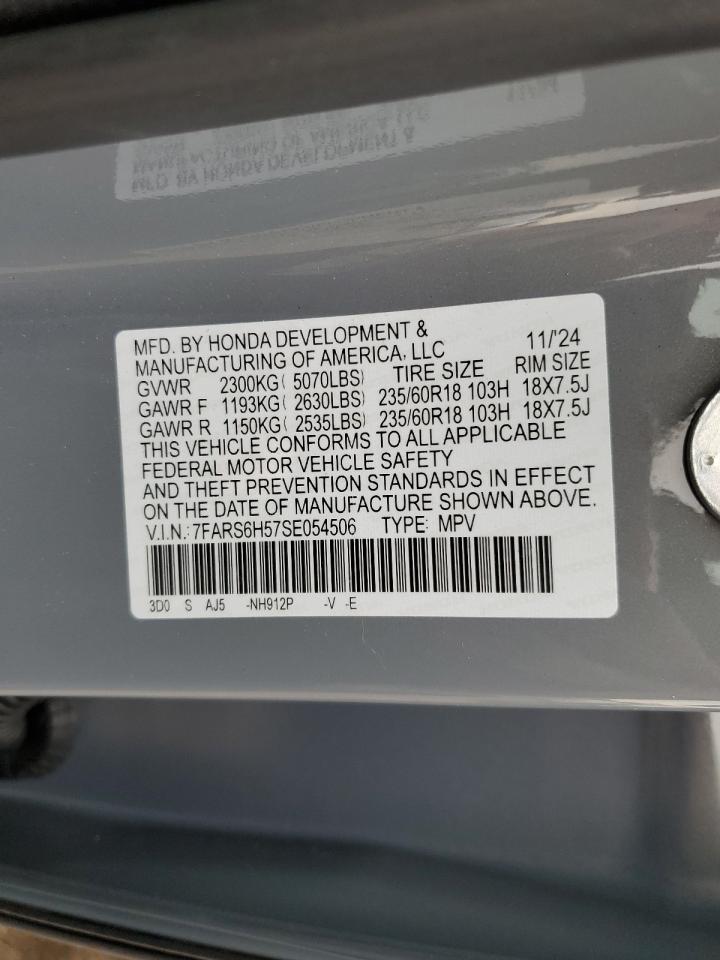 MFD. BY HONDA DEVELOPMENT &
MANUFACTURING OF AMERICA, LLC 11/'24
GVWR 2300KG( 5070LBS) TIRE SIZE RIM SIZE
GAWR F 1193KG( 2630LBS) 235/60R18 103H 18X7.5J
GAWR R 1150KG( 2535LBS) 235/60R18 103H 18X7.5J
THIS VEHICLE CONFORMS TO ALL APPLICABLE
FEDERAL MOTOR VEHICLE SAFETY
AND THEFT PREVENTION STANDARDS IN EFFECT
ON THE DATE OF MANUFACTURE SHOWN ABOVE.
V.I.N.:7FARS6H57SE054506 TYPE: MPV
3D0 S AJ5 -NH912P -V -E